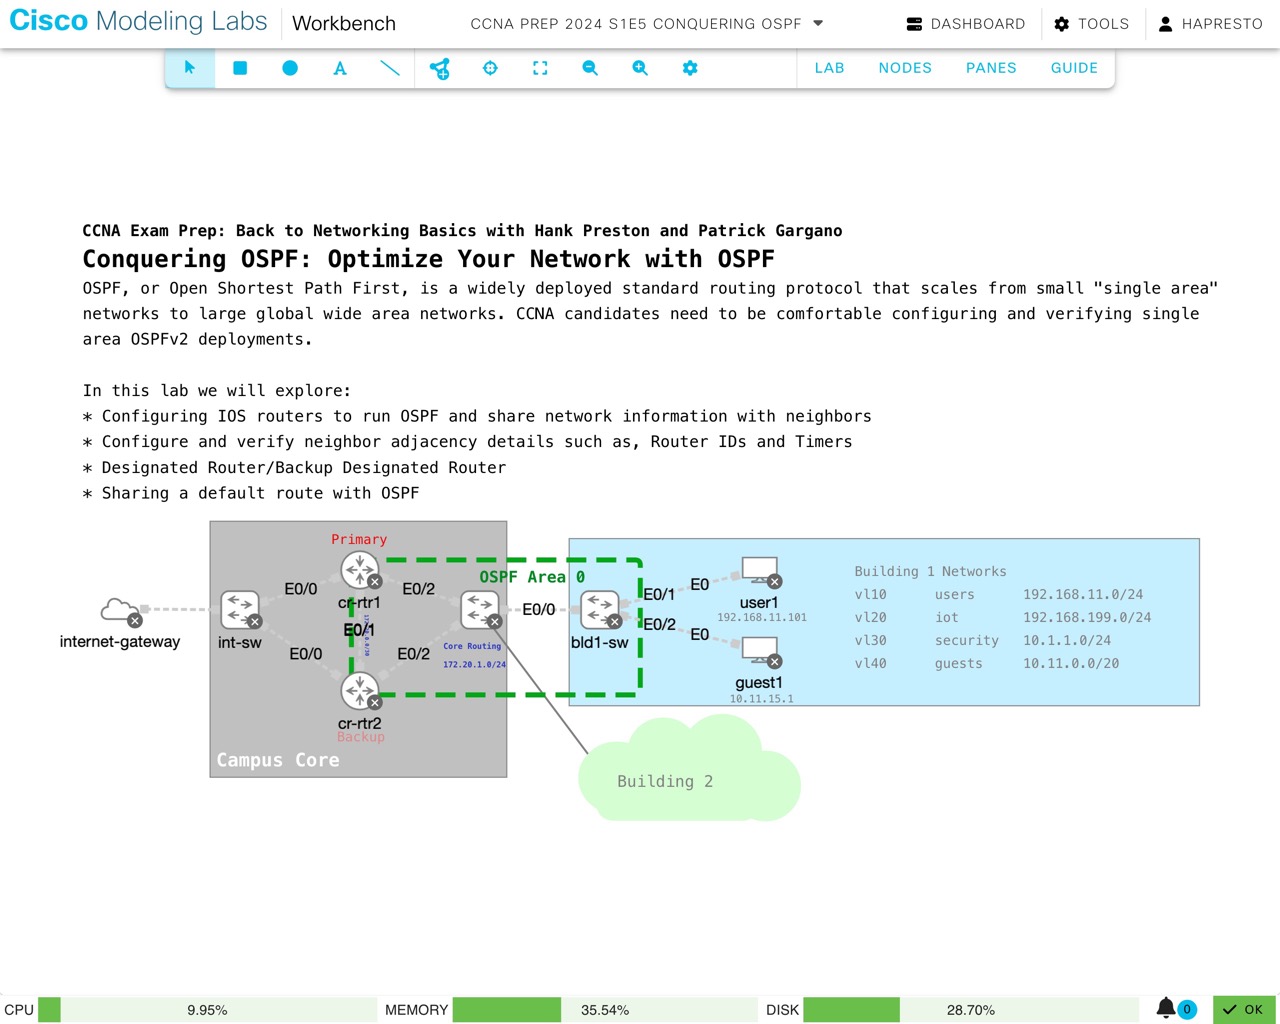 Cisco Modeling Labs
Workbench
CCNA PREP 2024 S1E5 CONQUERING OSPF
DASHBOARD
TOOLS
HAPRESTO
A
LAB
NODES
PANES
GUIDE
CCNA Exam Prep: Back to Networking Basics with Hank Preston and Patrick Gargano
Conquering OSPF: Optimize Your Network with OSPF
OSPF, or Open Shortest Path First, is a widely deployed standard routing protocol that scales from small "single area"
networks to large global wide area networks. CCNA candidates need to be comfortable configuring and verifying single
area OSPFv2 deployments.
In this lab we will explore:
* Configuring IOS routers to run OSPF and share network information with neighbors
* Configure and verify neighbor adjacency details such as, Router IDs and Timers
* Designated Router/Backup Designated Router
* Sharing a default route with OSPF
Primary
OSPF Area 0
E0/0
E0/2
cr-rtr1
E0/1
internet-gateway
int-sw
E0/0
E0/2
Core Routing
172.20.1.0/24
cr-rtr2
Backup
Campus Core
E0/0
bld1-sw
E0/1
E0
user1
192.168.11.101
E0/2
E0
guest1
10.11.15.1
Building 1 Networks
vl10 users 192.168.11.0/24
vl20 iot 192.168.199.0/24
vl30 security 10.1.1.0/24
vl40 guests 10.11.0.0/20
Building 2
CPU
9.95%
MEMORY
35.54%
DISK
28.70%
0
OK